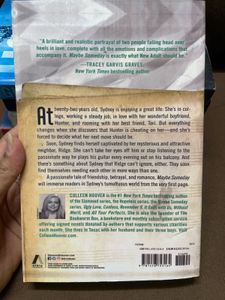 "A brilliant and realistic portrayal of two people falling head over
heels in love, complete with all the emotions and complications that
accompany it. Maybe Someday is exactly what
New Adult should be."
—TRACEY GARVIS GRAVES,
New York Times bestselling author
At twenty-two years old, Sydney is enjoying a great life: She's in col-
lege, working a steady job, in love with her wonderful boyfriend,
Hunter, and rooming with her best friend, Tori. But everything
changes when she discovers that Hunter is cheating on her—and she's
forced to decide what her next move should be.
Soon, Sydney finds herself captivated by her mysterious and attractive
neighbor, Ridge. She can't take her eyes off him or stop listening to the
passionate way he plays his guitar every evening out on his balcony. And
there's something about Sydney that Ridge can't ignore, either. They soon
find themselves needing each other in more ways than one.
A passionate tale of friendship, betrayal, and romance, Maybe Someday
will immerse readers in Sydney's tumultuous world from the very first page.
COLLEEN HOOVER is the #1 New York Times bestselling author
of the Slammed series, the Hopeless series, the Maybe Someday
series, Ugly Love, Confess, November 9, It Ends with Us, Without
Merit, and All Your Perfects. She is also the founder of The
Bookworm Box, a bookstore and monthly subscription service
offering signed novels donated by authors that supports various charities
each month. She lives in Texas with her husband and their three boys. Visit
ColleenHoover.com.
ATRIA